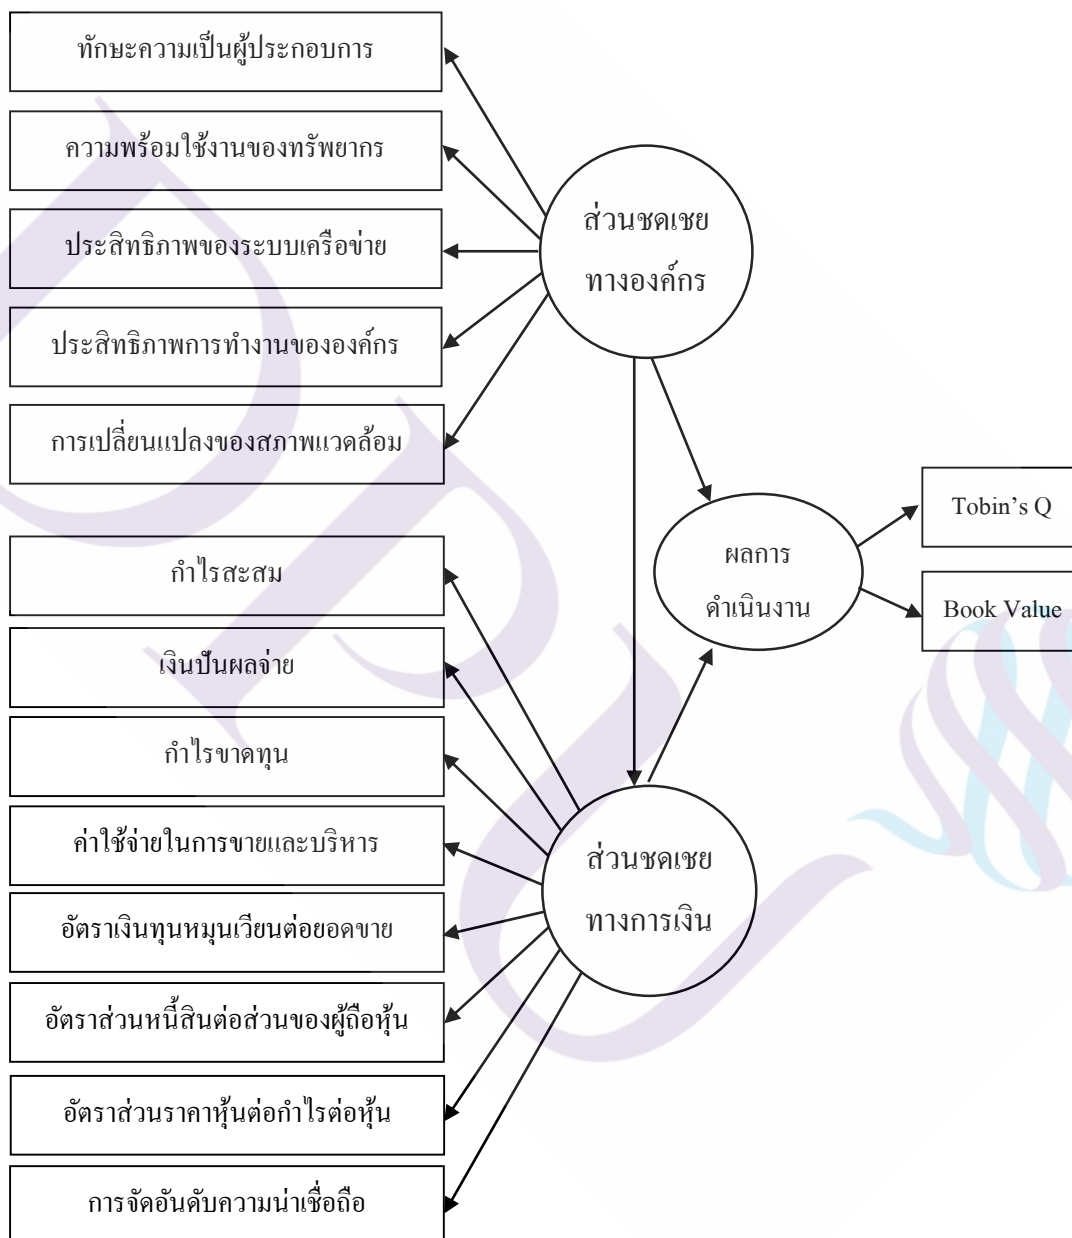 ทักษะความเป็นผู้ประกอบการ
ความพร้อมใช้งานของทรัพยากร
ประสิทธิภาพของระบบเครือข่าย
ประสิทธิภาพการทำงานขององค์กร
การเปลี่ยนแปลงของสภาพแวดล้อม
ส่วนชดเชย
ทางองค์กร
กำไรสะสม
เงินปันผลจ่าย
กำไรขาดทุน
ค่าใช้จ่ายในการขายและบริหาร
อัตราเงินทุนหมุนเวียนต่อยอดขาย
อัตราส่วนหนี้สินต่อส่วนของผู้ถือหุ้น
อัตราส่วนราคาหุ้นต่อกำไรต่อหุ้น
การจัดอันดับความน่าเชื่อถือ
ส่วนชดเชย
ทางการเงิน
ผลการ
ดำเนินงาน
Tobin’s Q
Book Value